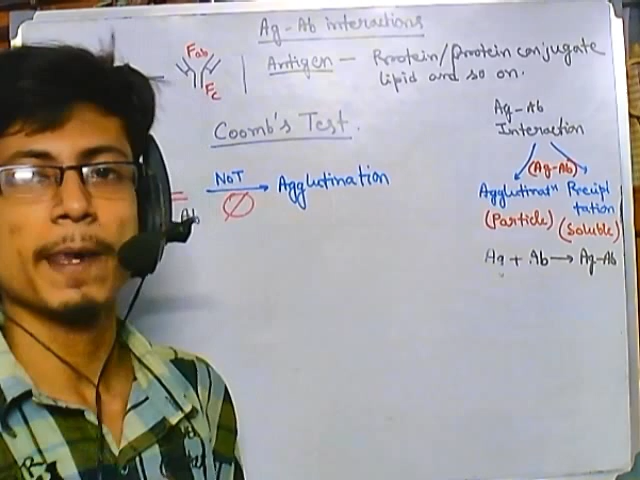 Ag-Ab interactions
Fab
Fc
Antigen - Protein/protein conjugate
lipid and so on.
Coomb's Test.
Ab
NOT
Agglutination
Ag-Ab
Interaction
(Ag-Ab)
Agglutinatn Precipi
tation
(Particle) (Soluble)
Ag + Ab → Ag-Ab